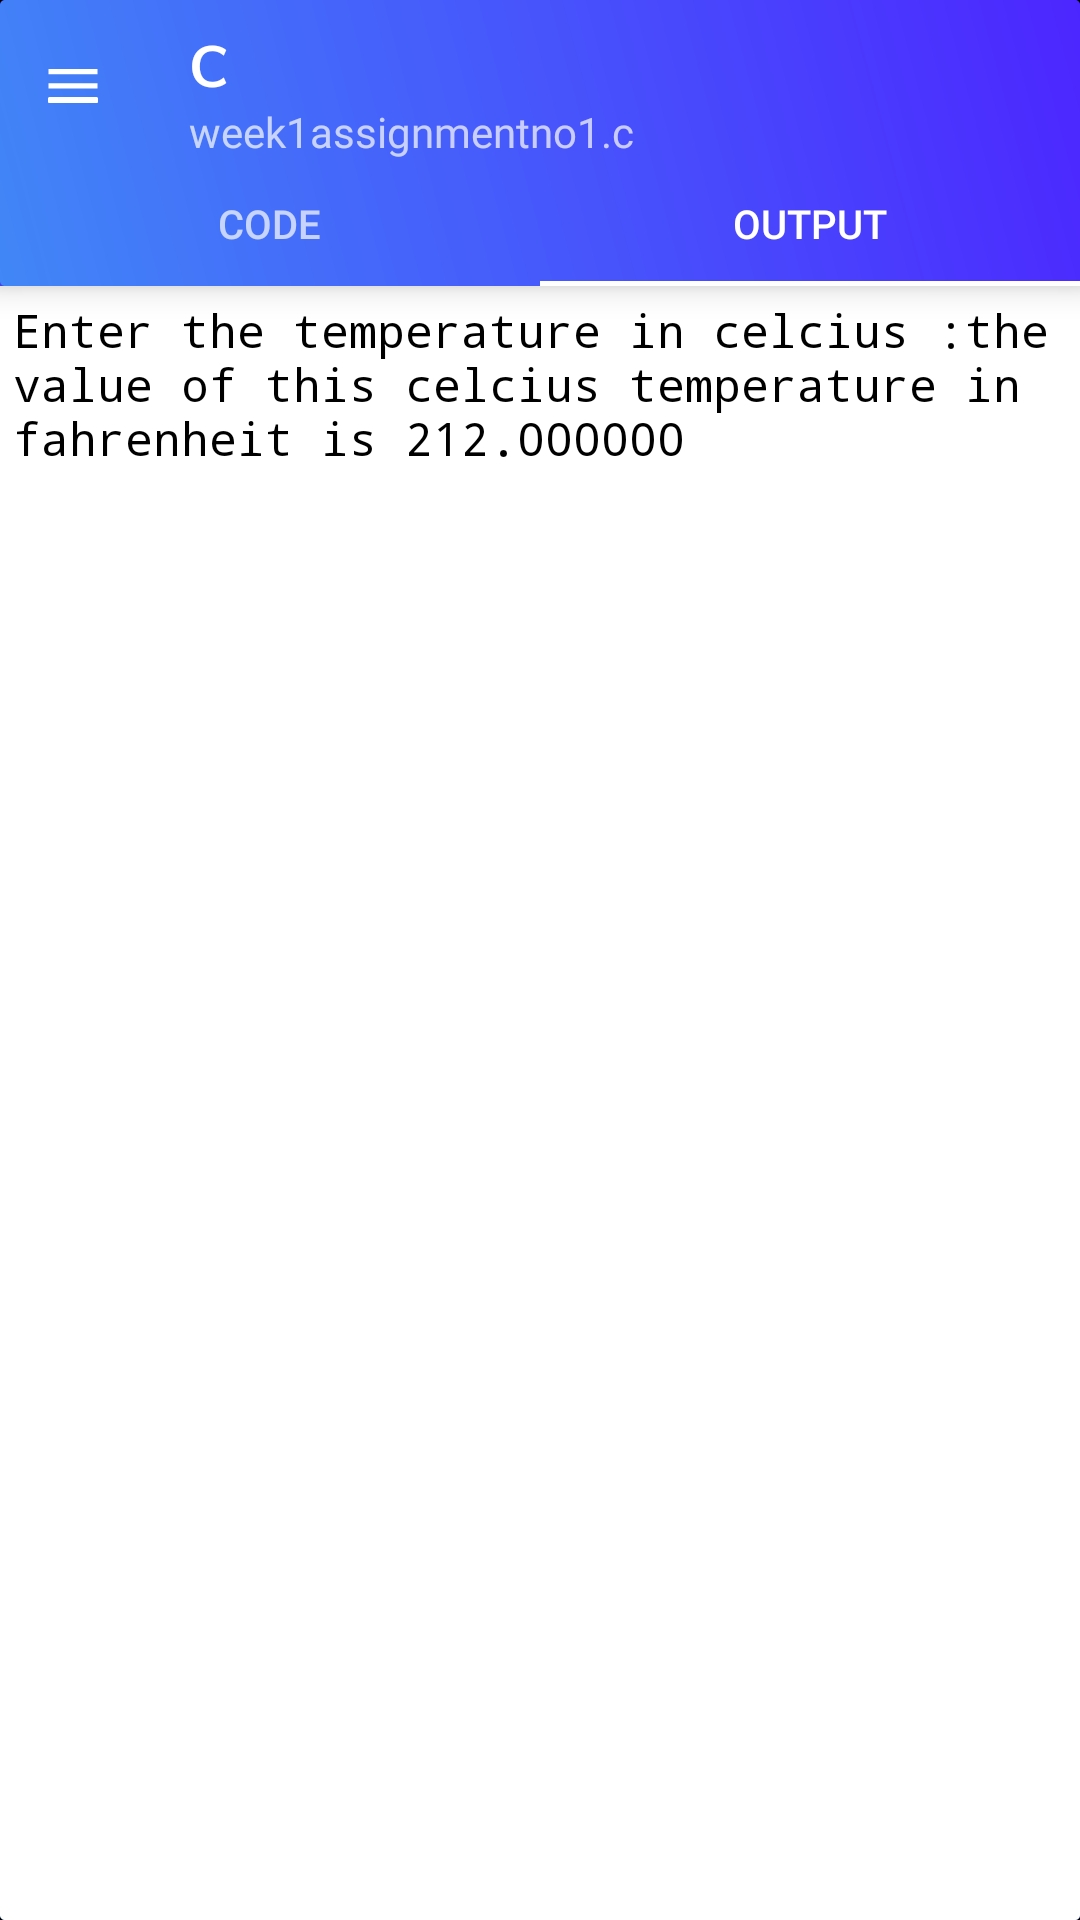 C
week1assignmentno1.c
CODE OUTPUT
Enter the temperature in celcius :the
value of this celcius temperature in
fahrenheit is 212.000000